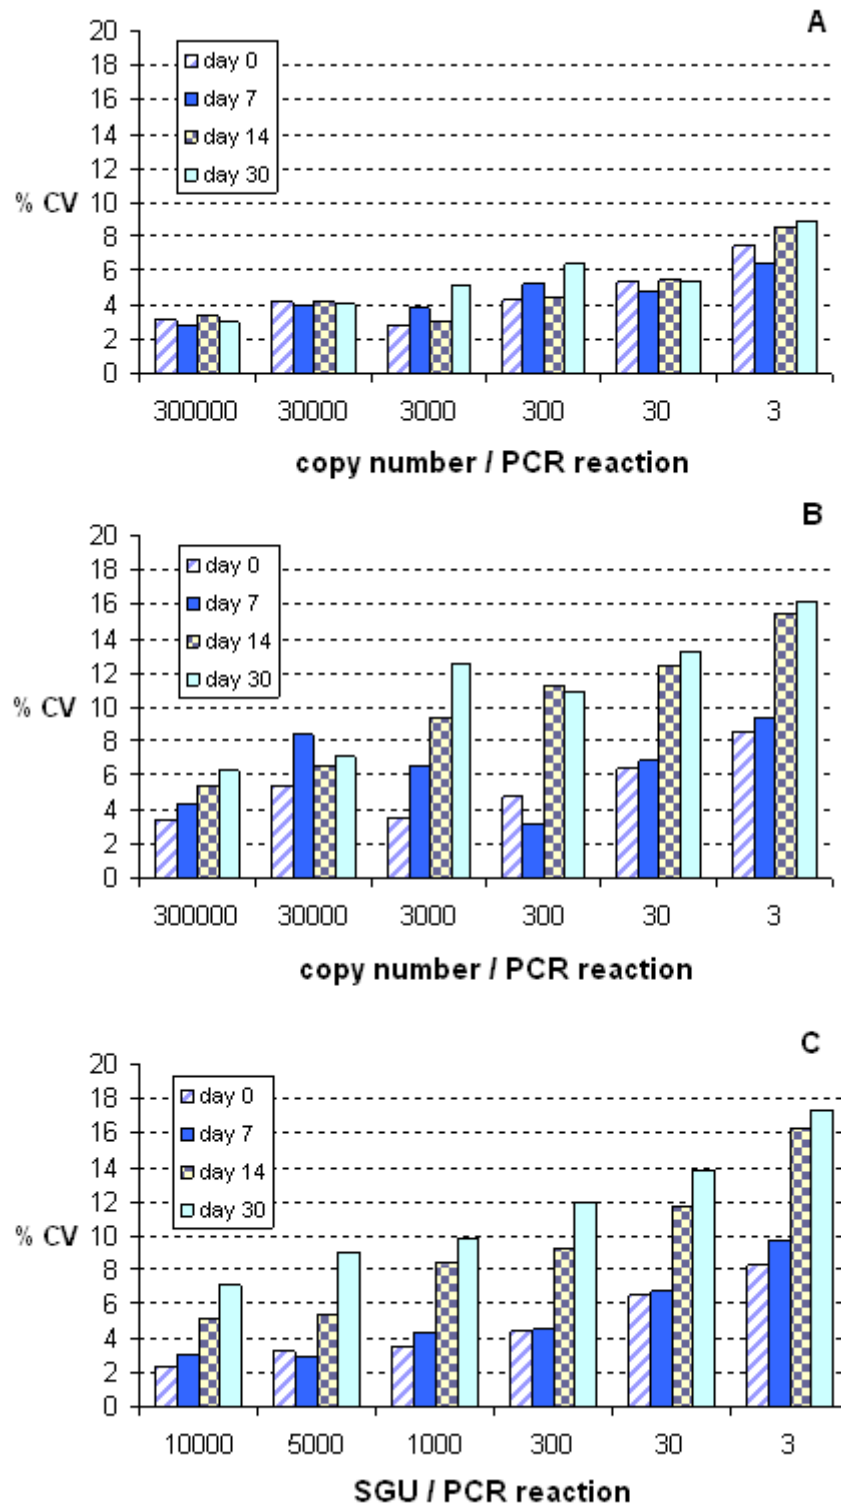 A
20
18
16
14
12
10
8
6
4
2
0
% CV
day 0
day 7
day 14
day 30
300000 30000 3000 300 30 3
copy number / PCR reaction
B
20
18
16
14
12
10
8
6
4
2
0
% CV
day 0
day 7
day 14
day 30
300000 30000 3000 300 30 3
copy number / PCR reaction
C
20
18
16
14
12
10
8
6
4
2
0
% CV
day 0
day 7
day 14
day 30
10000 5000 1000 300 30 3
SGU / PCR reaction